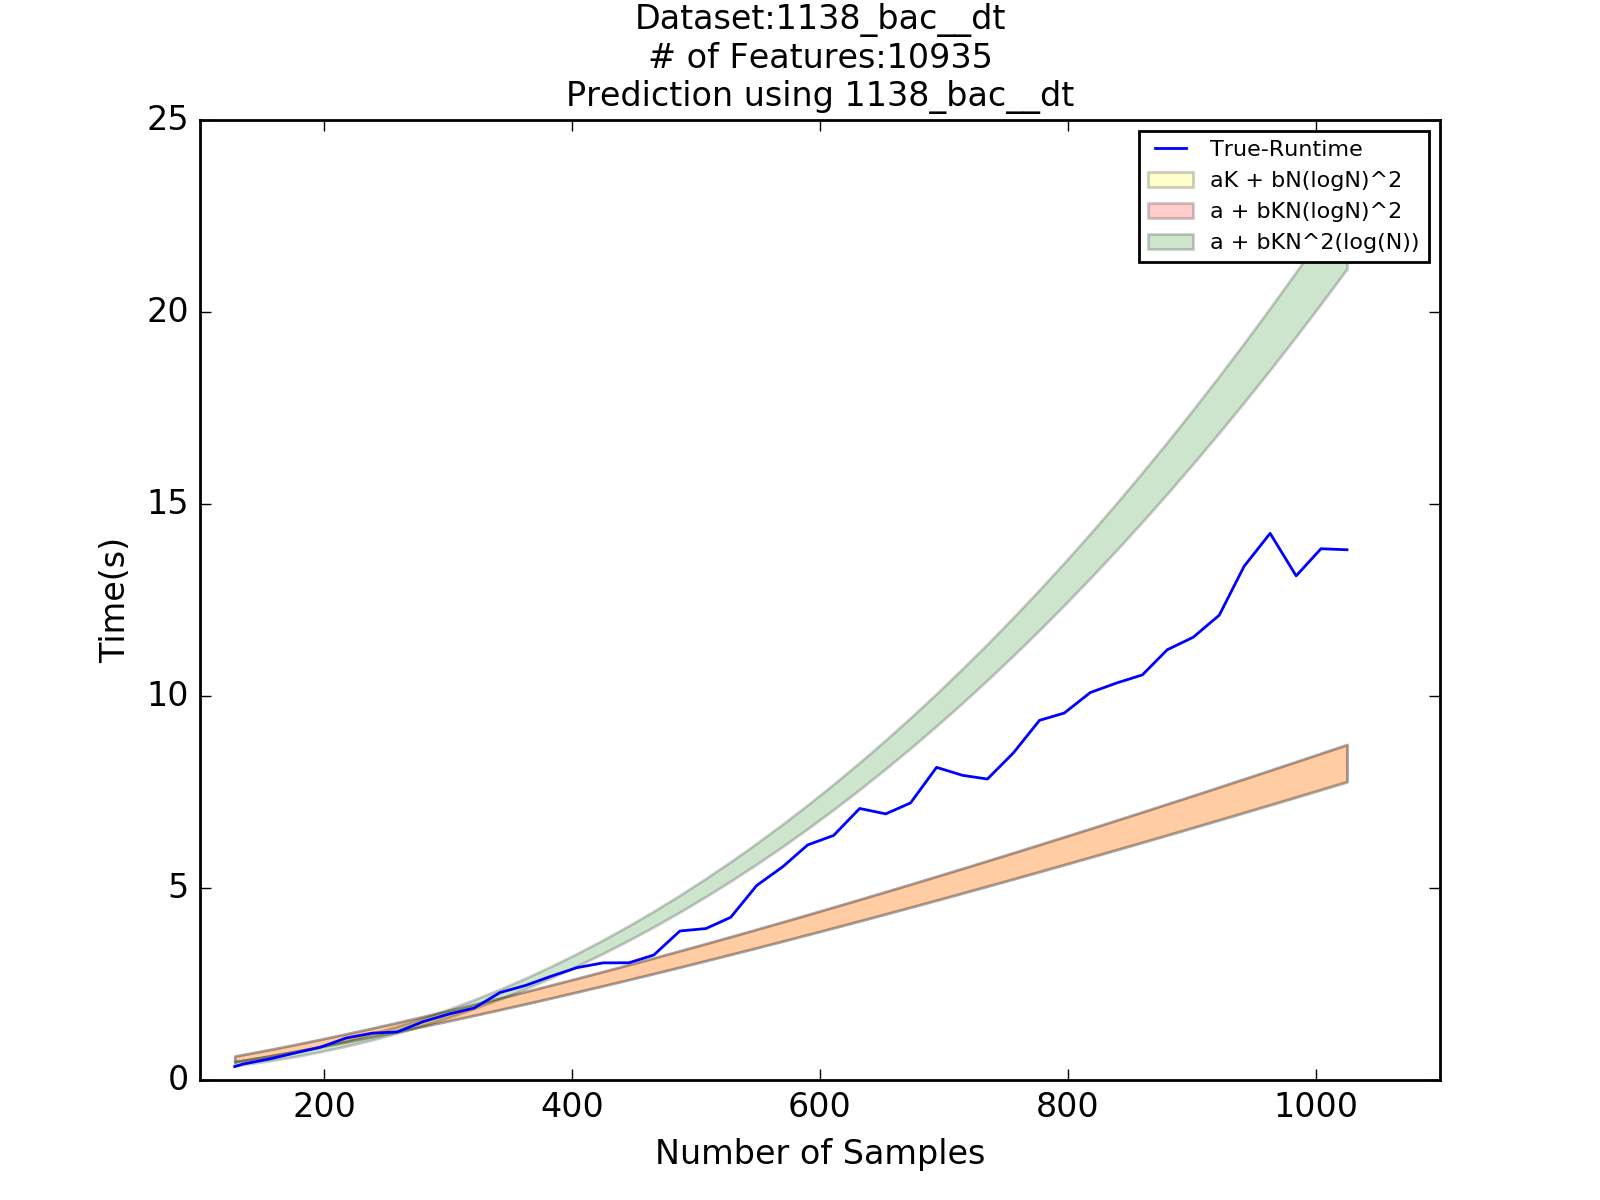 Dataset:1138_bac__dt
# of Features:10935
Prediction using 1138_bac__dt
25
20
15
10
5
0
Time(s)
True-Runtime
aK + bN(logN)^2
a + bKN(logN)^2
a + bKN^2(log(N))
200 400 600 800 1000
Number of Samples